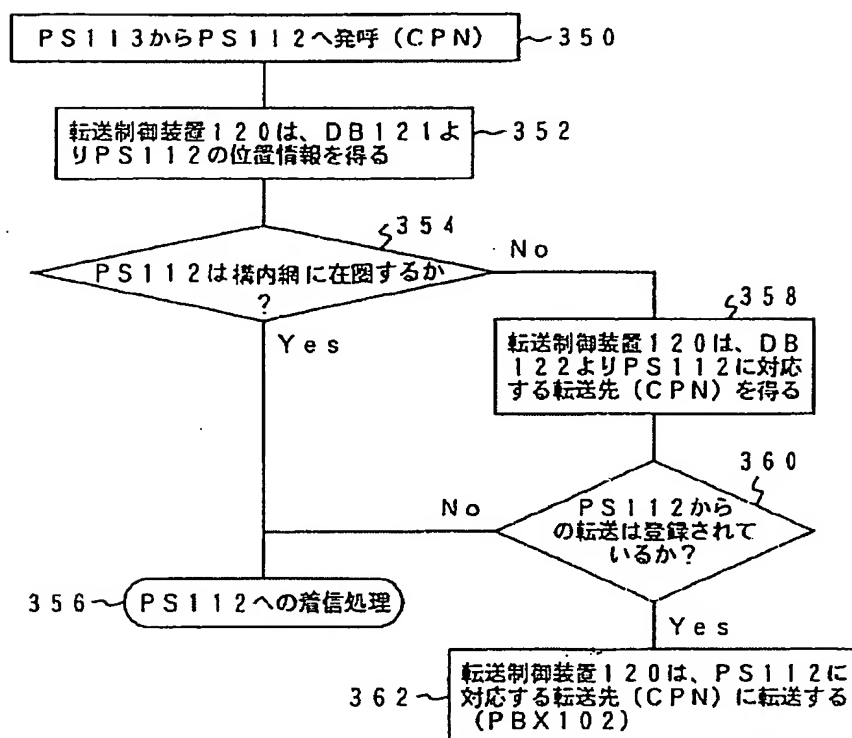 PS113からPS112へ発呼(CPN)
350
転送制御装置120は、DB121よ
りPS112の位置情報を得る
352
354
PS112は構内網に在圏するか
?
No
Yes
358
転送制御装置120は、DB
122よりPS112に対応
する転送先(CPN)を得る
360
PS112から
の転送は登録されて
いるか?
No
Yes
356
PS112への着信処理
362
転送制御装置120は、PS112に
対応する転送先(CPN)に転送する
(PBX102)